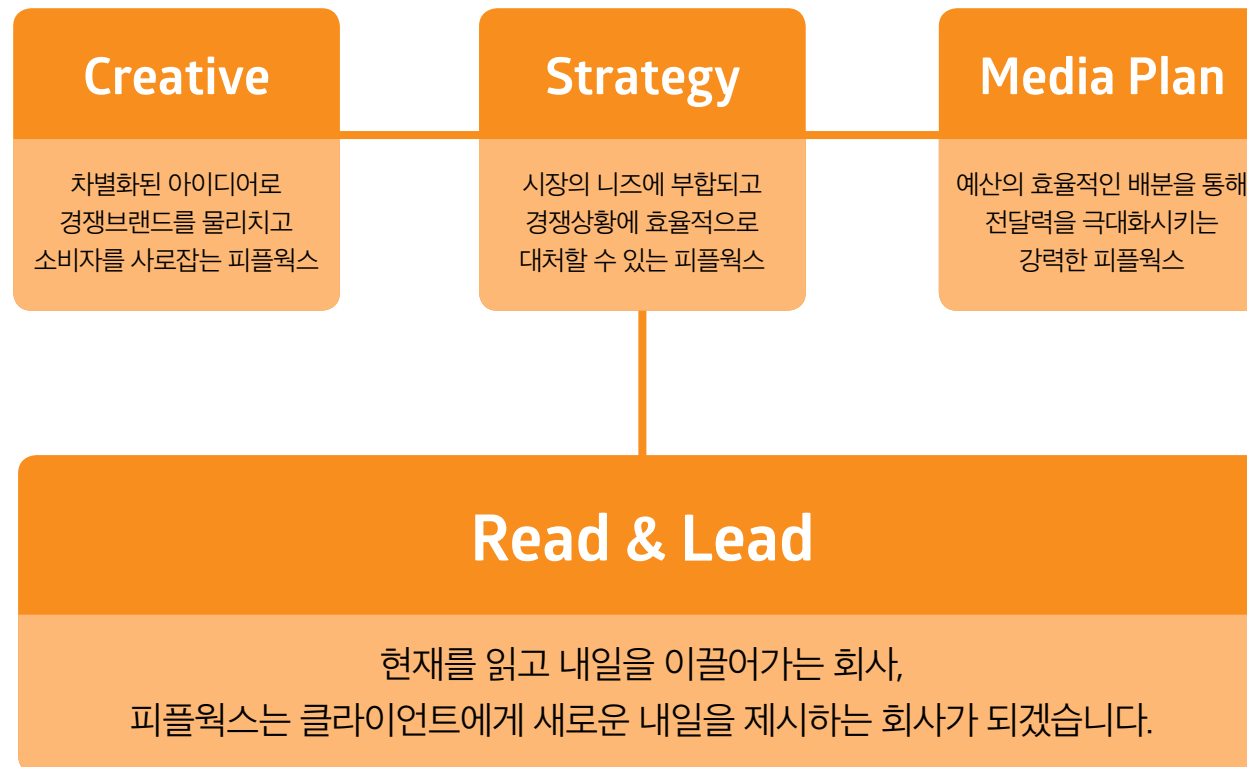 Creative
차별화된 아이디어로
경쟁브랜드를 물리치고
소비자를 사로잡는 피플웍스
Strategy
시장의 니즈에 부합되고
경쟁상황에 효율적으로
대처할 수 있는 피플웍스
Media Plan
예산의 효율적인 배분을 통해
전달력을 극대화시키는
강력한 피플웍스
Read & Lead
현재를 읽고 내일을 이끌어가는 회사,
피플웍스는 클라이언트에게 새로운 내일을 제시하는 회사가 되겠습니다.